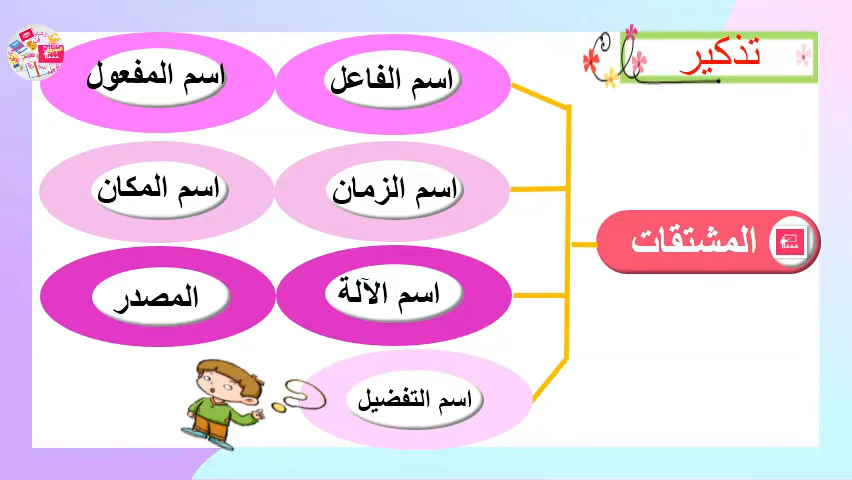 تذكير
المشتقات
اسم الفاعل
اسم المفعول
اسم الزمان
اسم المكان
اسم الآلة
المصدر
اسم التفضيل